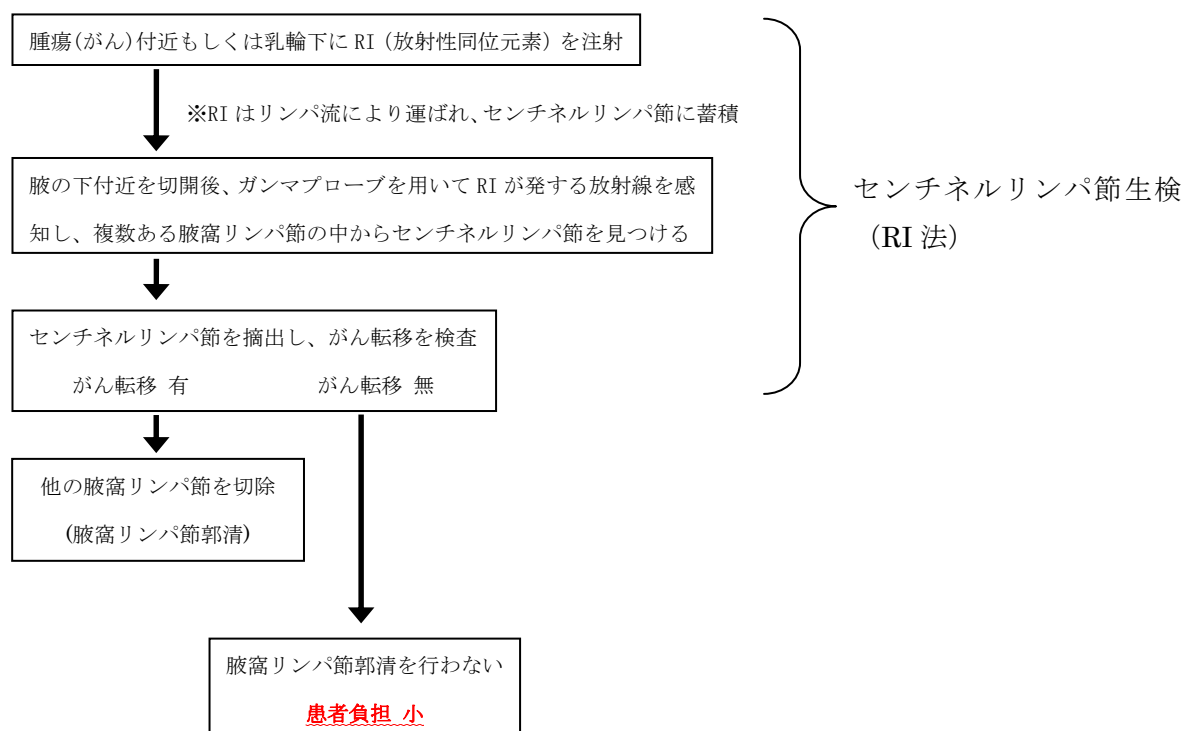 腫瘍(がん)付近もしくは乳輪下に RI（放射性同位元素）を注射
※RI はリンパ流により運ばれ、センチネルリンパ節に蓄積
腋の下付近を切開後、ガンマプローブを用いて RI が発する放射線を感
知し、複数ある腋窩リンパ節の中からセンチネルリンパ節を見つける
センチネルリンパ節生検
（RI 法）
センチネルリンパ節を摘出し、がん転移を検査
がん転移 有 がん転移 無
他の腋窩リンパ節を切除
(腋窩リンパ節郭清)
腋窩リンパ節郭清を行わない
患者負担 小